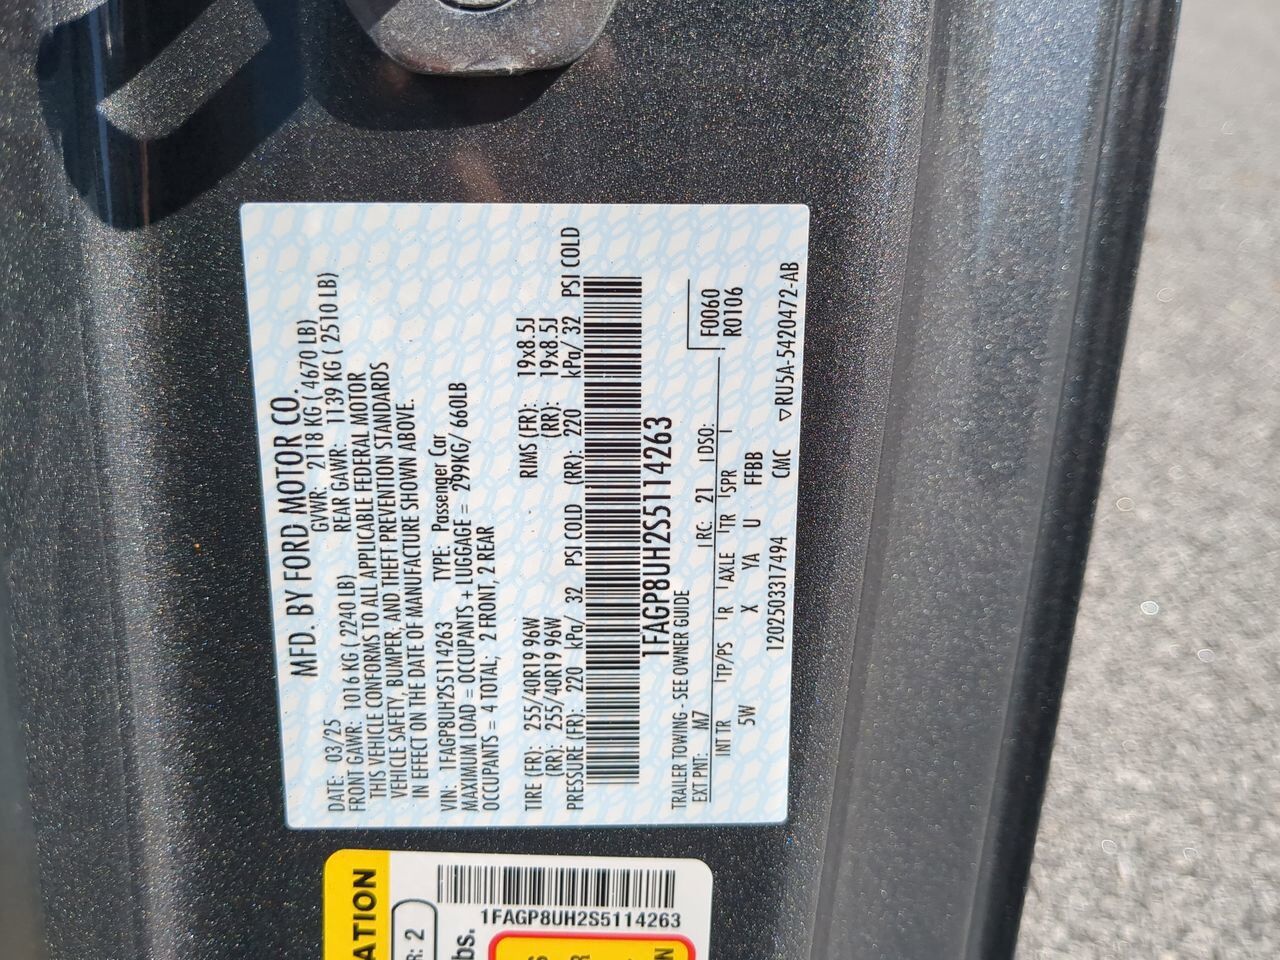 MFD. BY FORD MOTOR CO.
DATE: 03/25 GVWR: 2118 KG ( 4670 LB)
FRONT GAWR: 1016 KG ( 2240 LB) REAR GAWR: 1139 KG ( 2510 LB)
THIS VEHICLE CONFORMS TO ALL APPLICABLE FEDERAL MOTOR
VEHICLE SAFETY, BUMPER, AND THEFT PREVENTION STANDARDS
IN EFFECT ON THE DATE OF MANUFACTURE SHOWN ABOVE.
VIN: 1FAGP8UH2S5114263 TYPE: Passenger Car
MAXIMUM LOAD = OCCUPANTS + LUGGAGE = 299KG/ 660LB
OCCUPANTS = 4 TOTAL; 2 FRONT, 2 REAR
TIRE (FR): 255/40R19 96W RIMS (FR): 19x8.5J
(RR): 255/40R19 96W (RR): 19x8.5J
PRESSURE (FR): 220 kPa/ 32 PSI COLD (RR): 220 kPa/ 32 PSI COLD
1FAGP8UH2S5114263
TRAILER TOWING - SEE OWNER GUIDE
EXT PNT: M7 RC: 21 DSO: F0060
INT TR TP/PS R AXLE TR SPR R0106
5W X YA U FFBB
120250331749​4 CMC ▽RU5A-5420472-AB
ATION
R: 2
1FAGP8UH2S5114263
bs.